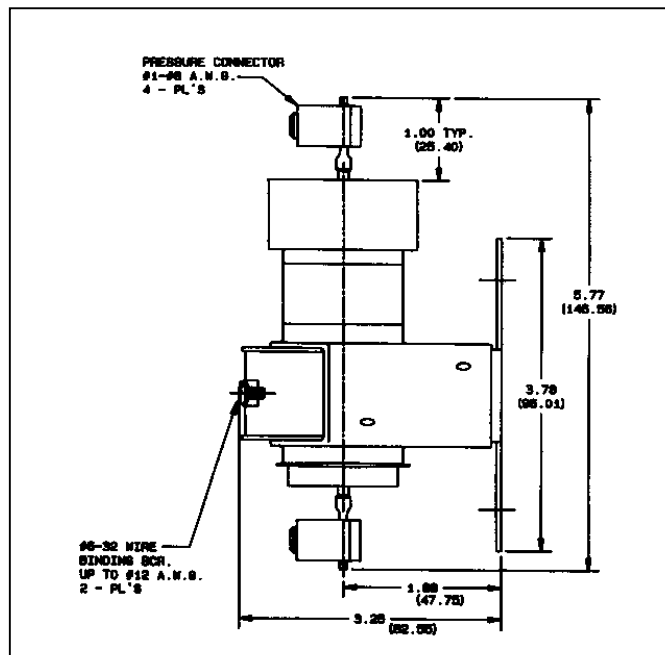 PRESSURE CONNECTOR
#1-#8 A.W.G.
4 - PL'S
1.00 TYP.
(25.40)
5.77
(146.56)
3.78
(96.01)
#6-32 WIRE
BINDING SCR.
UP TO #12 A.W.G.
2 - PL'S
1.88
(47.75)
3.25
(82.55)